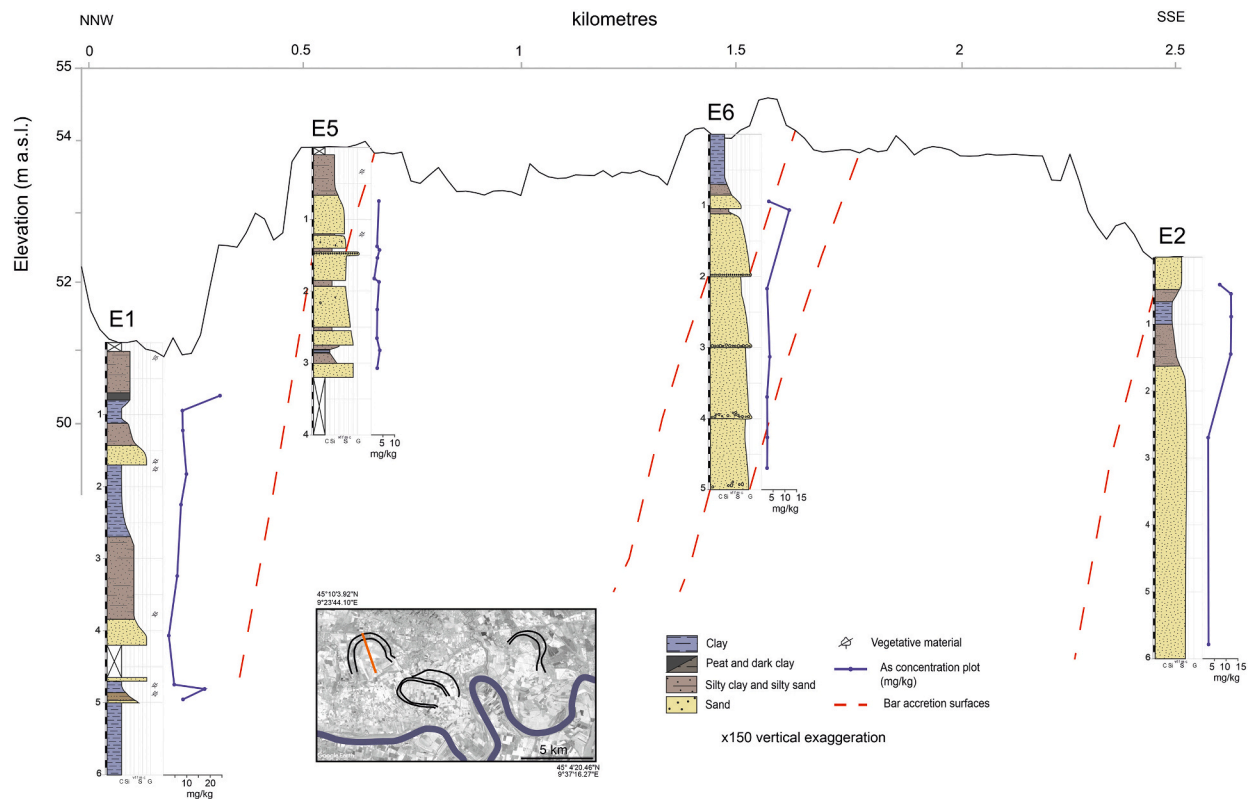 NNW
kilometres
SSE
0
0.5
1
1.5
2
2.5
55
54
52
50
Elevation (m a.s.l.)
E1
1
2
3
4
5
6
C Si S G
10 20
mg/kg
E5
1
2
3
4
C Si S G
5 10
mg/kg
E6
1
2
3
4
5
C Si S G
5 10 15
mg/kg
E2
1
2
3
4
5
6
C Si S G
5 10 15
mg/kg
45°10'3.92"N
9°23'44.10"E
5 km
45° 4'20.46"N
9°37'16.27"E
Clay
Peat and dark clay
Silty clay and silty sand
Sand
Vegetative material
As concentration plot
(mg/kg)
Bar accretion surfaces
x150 vertical exaggeration